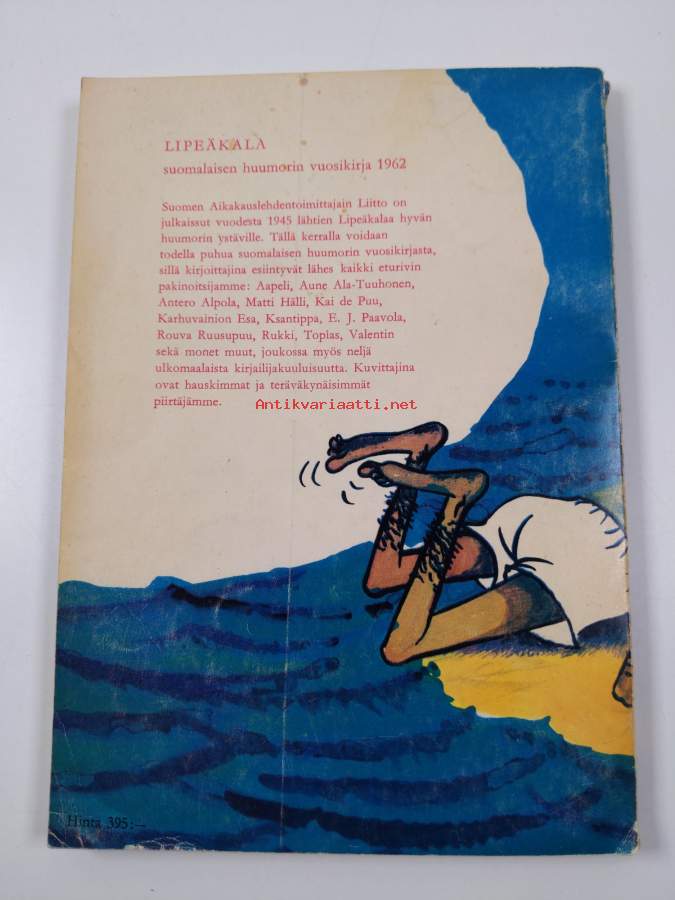 LIPEÄKALA
suomalaisen huumorin vuosikirja 1962
Suomen Aikakauslehdentoimittajain Liitto on
julkaissut vuodesta 1945 lähtien Lipeäkalaa hyvän
huumorin ystäville. Tällä kerralla voidaan
todella puhua suomalaisen huumorin vuosikirjasta,
sillä kirjoittajina esiintyvät lähes kaikki eturivin
pakinoitsijamme: Aapeli, Aune Ala-Tuuhonen,
Antero Alpola, Matti Hälli, Kai de Puu,
Karhuvainion Esa, Ksantippa, E. J. Paavola,
Rouva Ruusupuu, Rukki, Topias, Valentin
sekä monet muut, joukossa myös neljä
ulkomaalaista kirjailijakuuluisuutta. Kuvittajina
ovat hauskimmat ja teräväkynäisimmät
piirtäjämme.
Antikvariaatti.net
Hinta 395:—